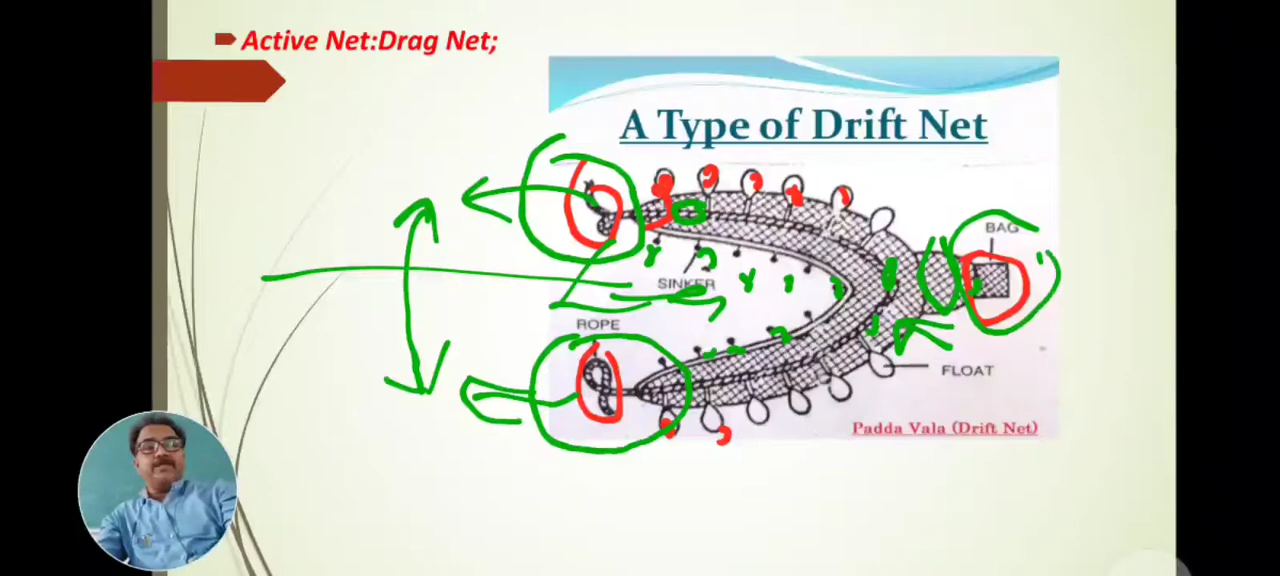 Active Net:Drag Net;
A Type of Drift Net
BAG
SINKER
ROPE
FLOAT
Padda Vala (Drift Net)